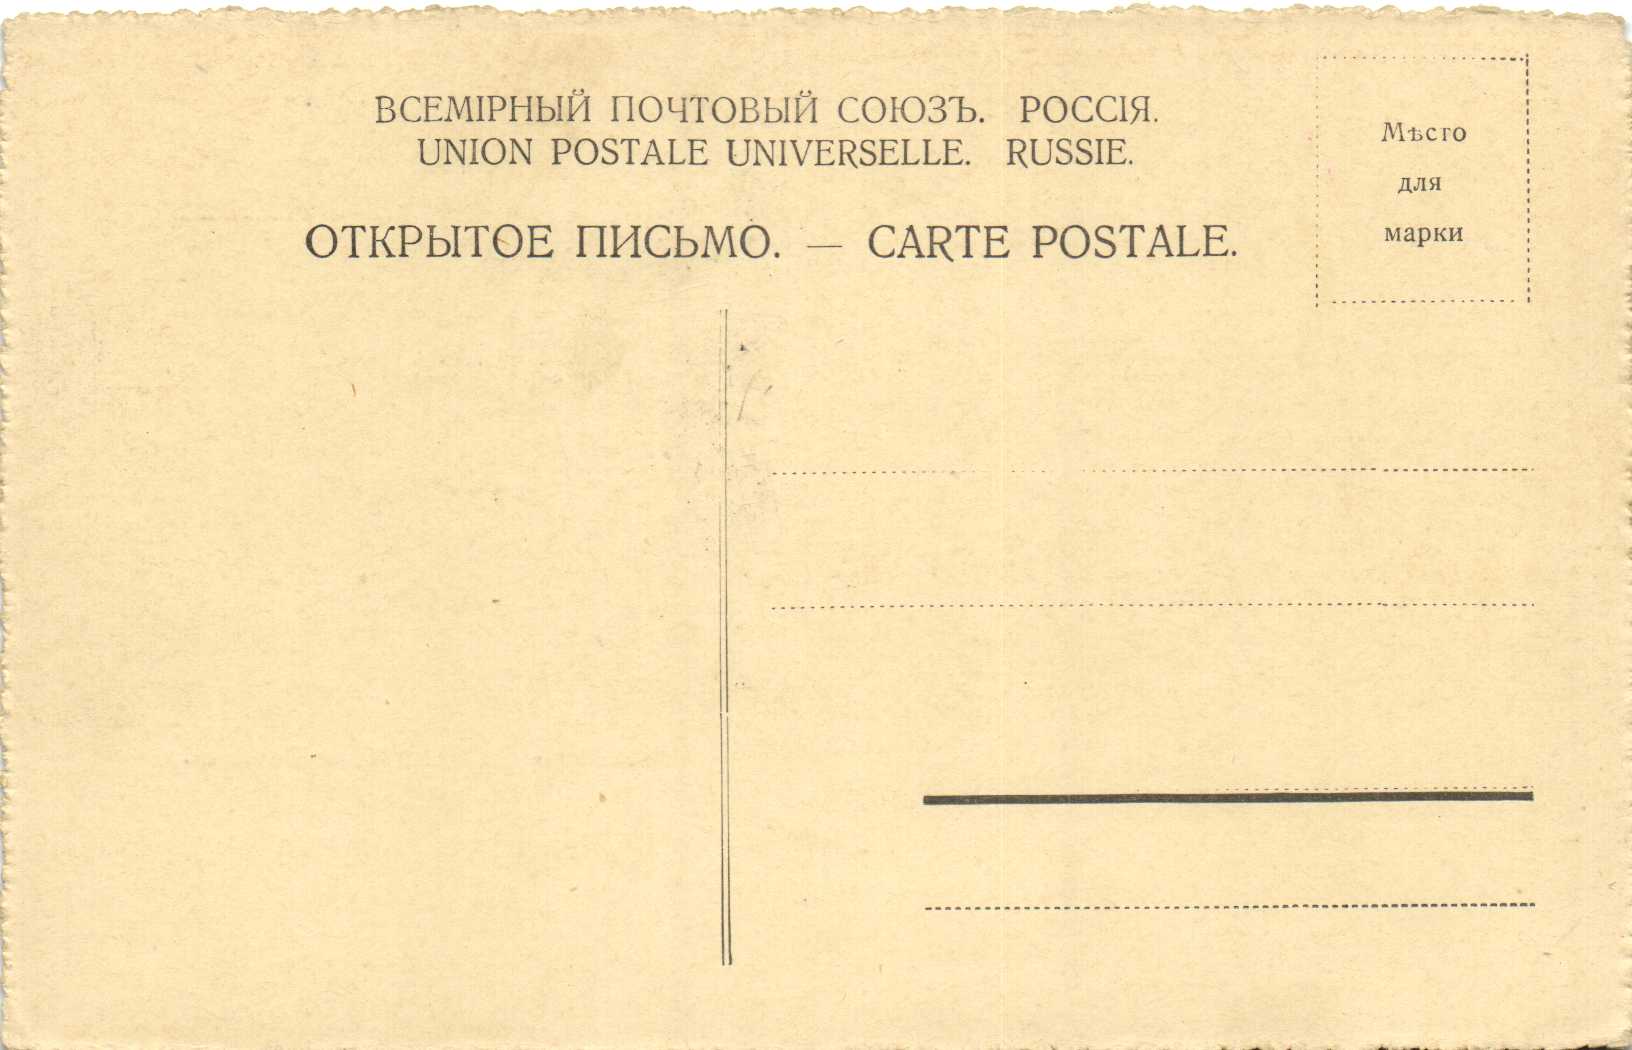 ВСЕМІРНЫЙ ПОЧТОВЫЙ СОЮЗЪ. РОССІЯ.
UNION POSTALE UNIVERSELLE. RUSSIE.
ОТКРЫТОЕ ПИСЬМО. — CARTE POSTALE.
Мѣсто
для
марки